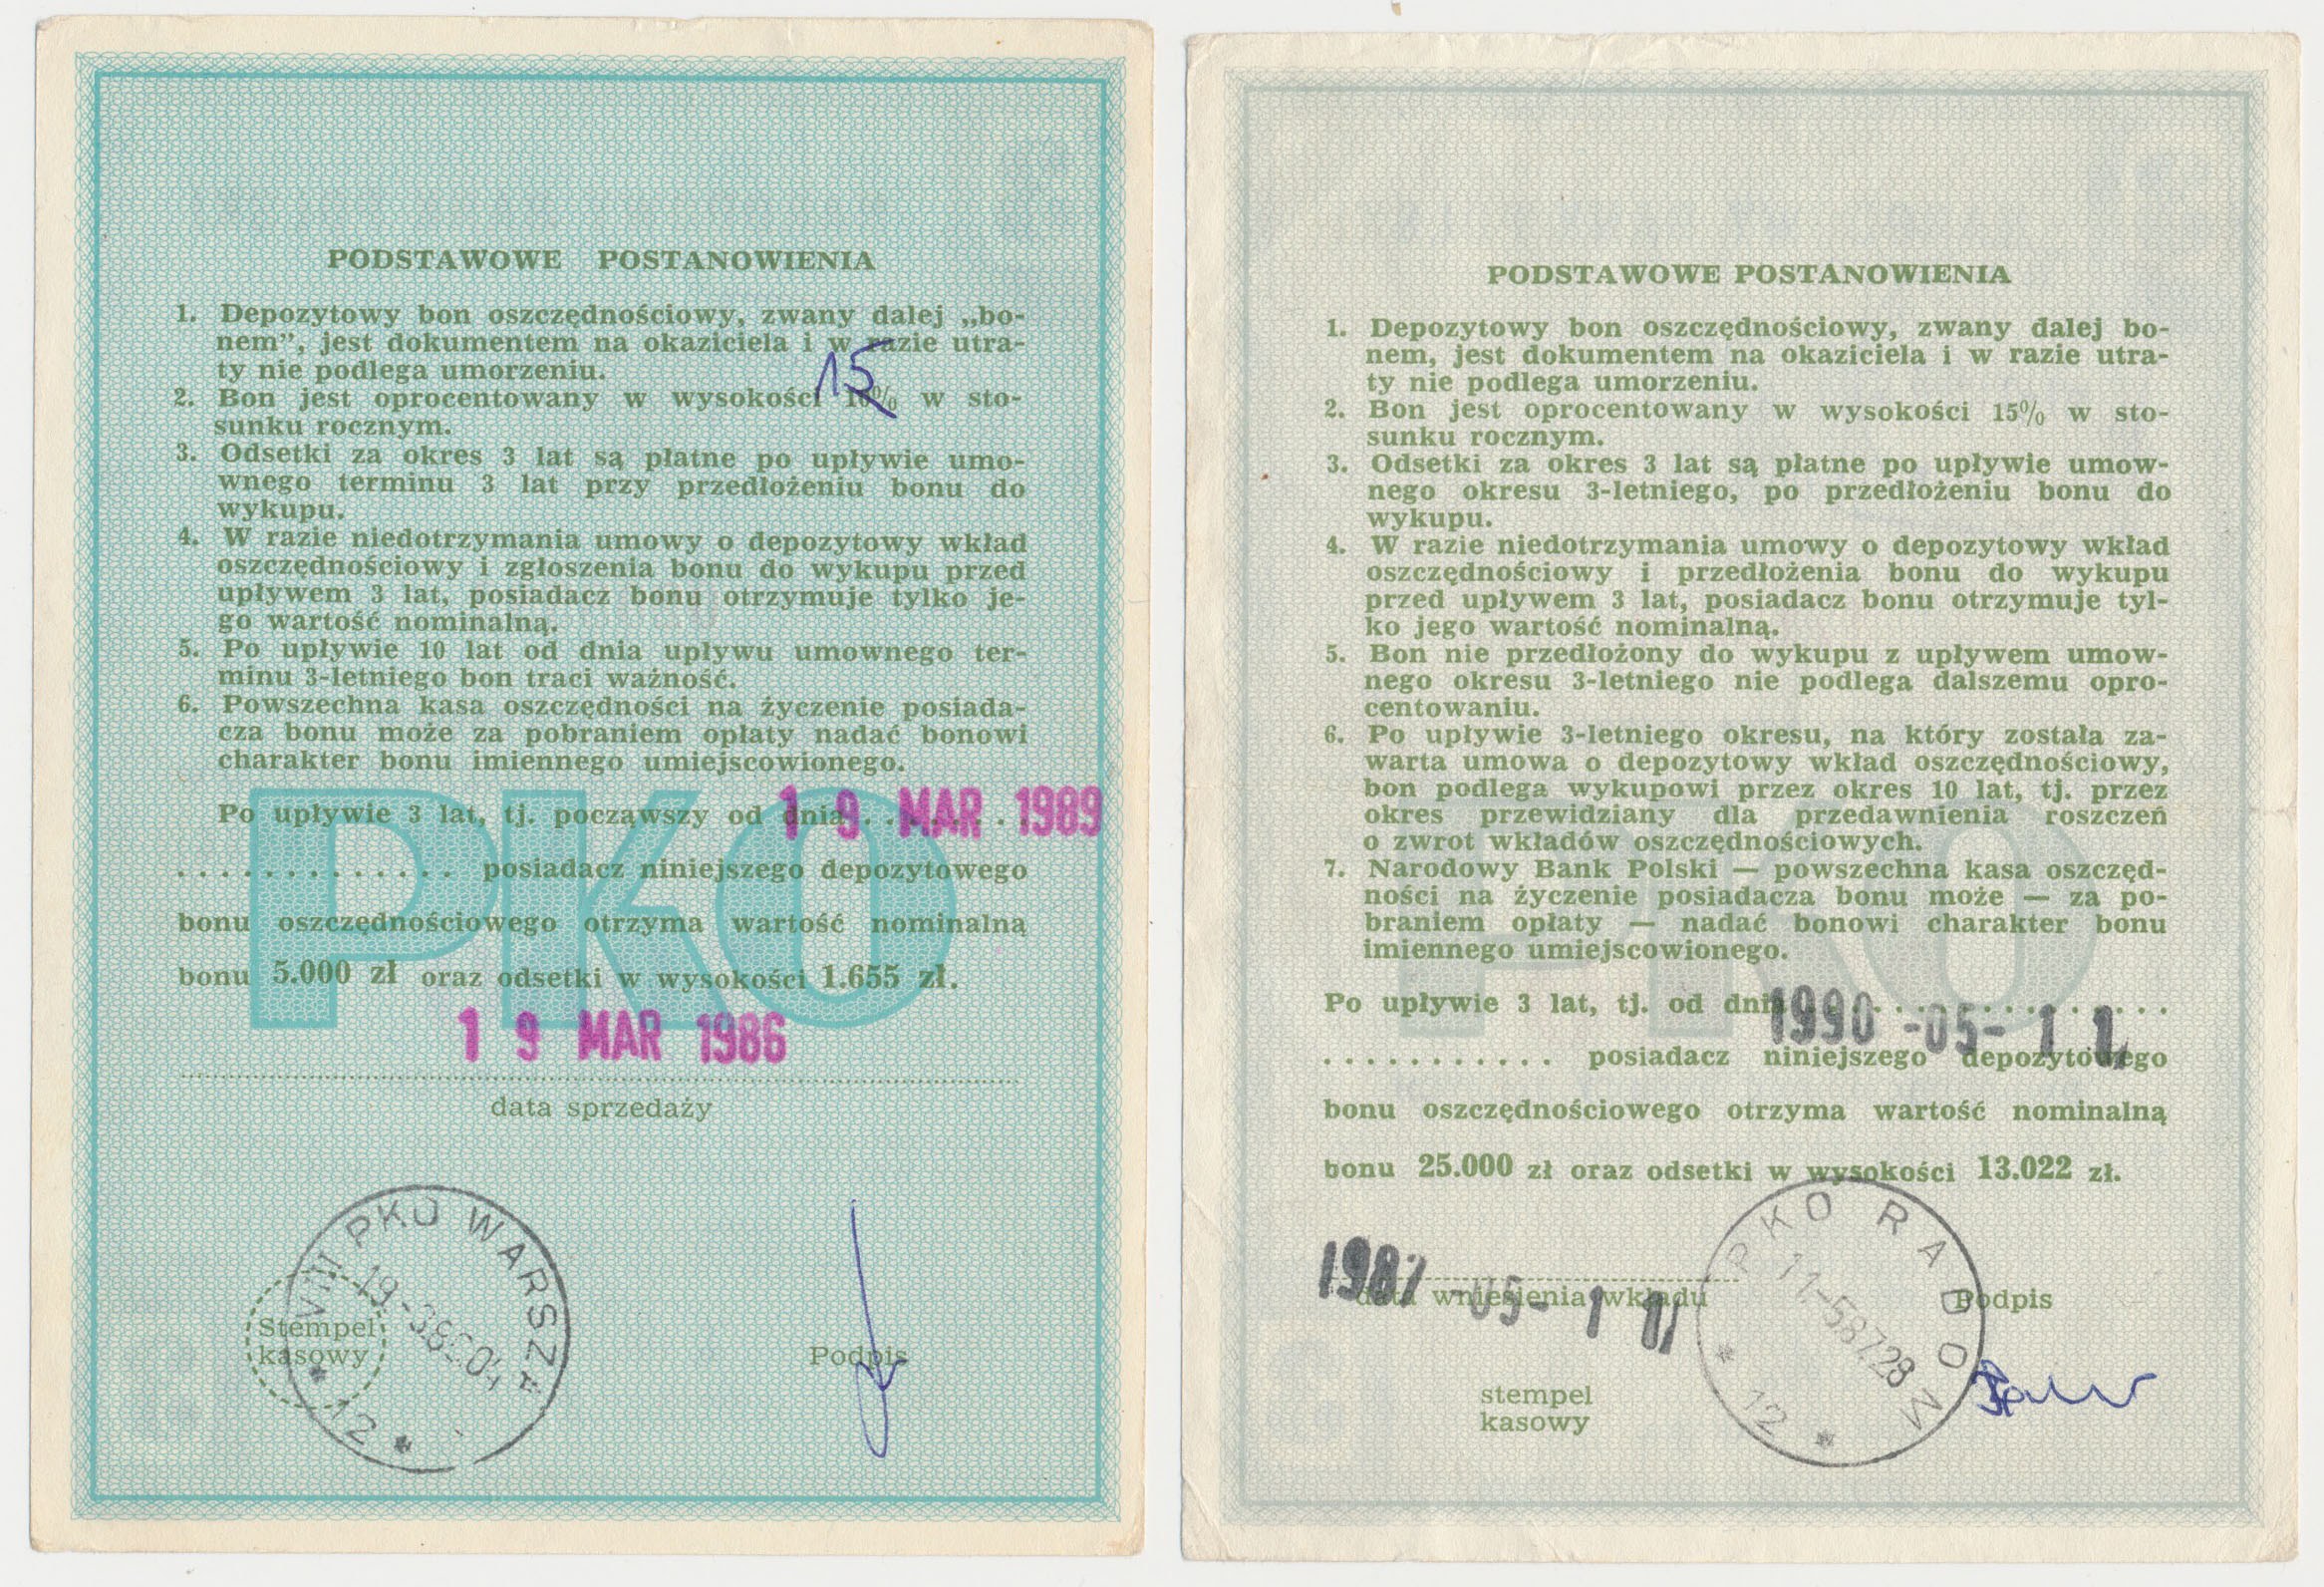 PODSTAWOWE POSTANOWIENIA
1. Depozytowy bon oszczędnościowy, zwany dalej „bo-
nem”, jest dokumentem na okaziciela i w razie utra-
ty nie podlega umorzeniu.
15
2. Bon jest oprocentowany w wysokości 10% w sto-
sunku rocznym.
3. Odsetki za okres 3 lat są płatne po upływie umo-
wnego terminu 3 lat przy przedłożeniu bonu do
wykupu.
4. W razie niedotrzymania umowy o depozytowy wkład
oszczędnościowy i zgłoszenia bonu do wykupu przed
upływem 3 lat, posiadacz bonu otrzymuje tylko je-
go wartość nominalną.
5. Po upływie 10 lat od dnia upływu umownego ter-
minu 3-letniego bon traci ważność.
6. Powszechna kasa oszczędności na życzenie posiada-
cza bonu może za pobraniem opłaty nadać bonowi
charakter bonu imiennego umiejscowionego.
PKO
Po upływie 3 lat, tj. począwszy od dnia 19 MAR 1989
. . . . . . . . . . . . . posiadacz niniejszego depozytowego
bonu oszczędnościowego otrzyma wartość nominalną
bonu 5.000 zł oraz odsetki w wysokości 1.655 zł.
19 MAR 1986
data sprzedaży
VIII PKO WARSZ
12
Stempel
kasowy
Podpis
PODSTAWOWE POSTANOWIENIA
1. Depozytowy bon oszczędnościowy, zwany dalej bo-
nem, jest dokumentem na okaziciela i w razie utra-
ty nie podlega umorzeniu.
2. Bon jest oprocentowany w wysokości 15% w sto-
sunku rocznym.
3. Odsetki za okres 3 lat są płatne po upływie umow-
nego okresu 3-letniego, po przedłożeniu bonu do
wykupu.
4. W razie niedotrzymania umowy o depozytowy wkład
oszczędnościowy i przedłożenia bonu do wykupu
przed upływem 3 lat, posiadacz bonu otrzymuje tyl-
ko jego wartość nominalną.
5. Bon nie przedłożony do wykupu z upływem umow-
nego okresu 3-letniego nie podlega dalszemu opro-
centowaniu.
6. Po upływie 3-letniego okresu, na który została za-
warta umowa o depozytowy wkład oszczędnościowy,
bon podlega wykupowi przez okres 10 lat, tj. przez
okres przewidziany dla przedawnienia roszczeń
o zwrot wkładów oszczędnościowych.
7. Narodowy Bank Polski — powszechna kasa oszczęd-
ności na życzenie posiadacza bonu może — za po-
braniem opłaty — nadać bonowi charakter bonu
imiennego umiejscowionego.
PKO
Po upływie 3 lat, tj. od dnia 1990 -05- 11
. . . . . . . . . . . posiadacz niniejszego depozytowego
bonu oszczędnościowego otrzyma wartość nominalną
bonu 25.000 zł oraz odsetki w wysokości 13.022 zł.
1987 -05- 11
data wniesienia wkładu
PKO RADOM
11.-587.28
12
Podpis
stempel
kasowy